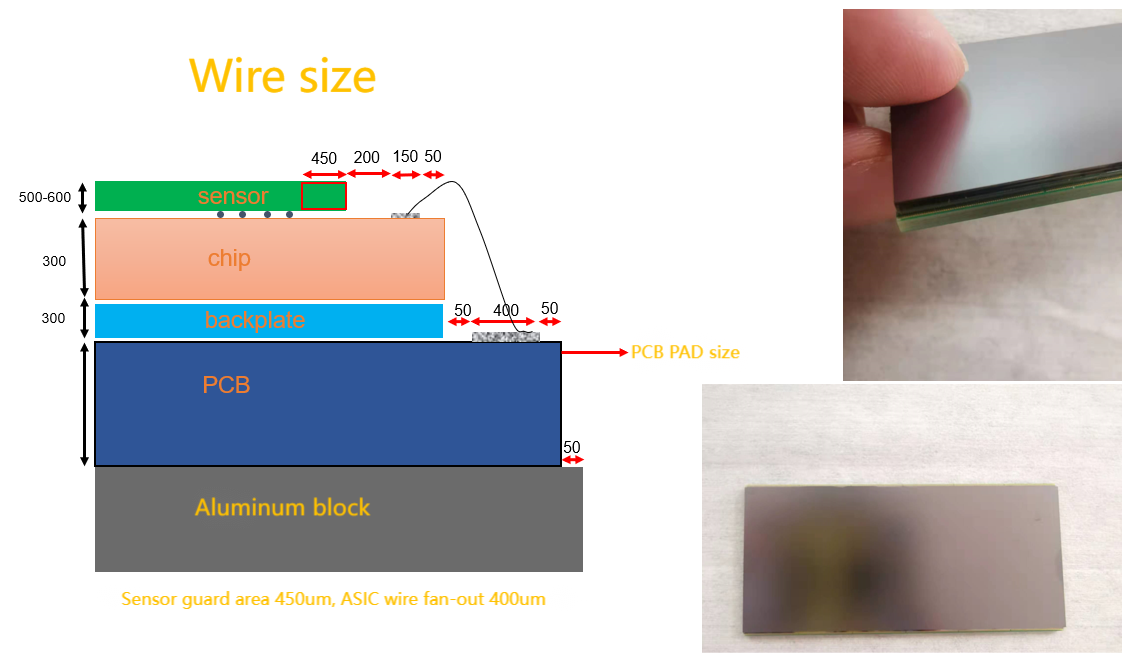 Wire size
450 200 150 50
500-600
sensor
300
chip
300
backplate
50 400 50
PCB PAD size
PCB
50
Aluminum block
Sensor guard area 450um, ASIC wire fan-out 400um